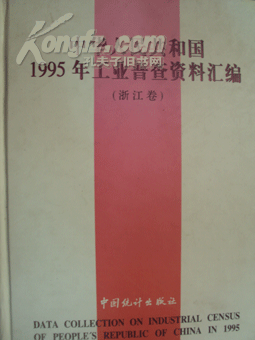 和国
1995年工业普查资料汇编
(浙江卷)
Kongfz.com
孔夫子旧书网
中国统计出版社
DATA COLLECTION ON INDUSTRIAL CENSUS
OF PEOPLE'S REPUBLIC OF CHINA IN 1995